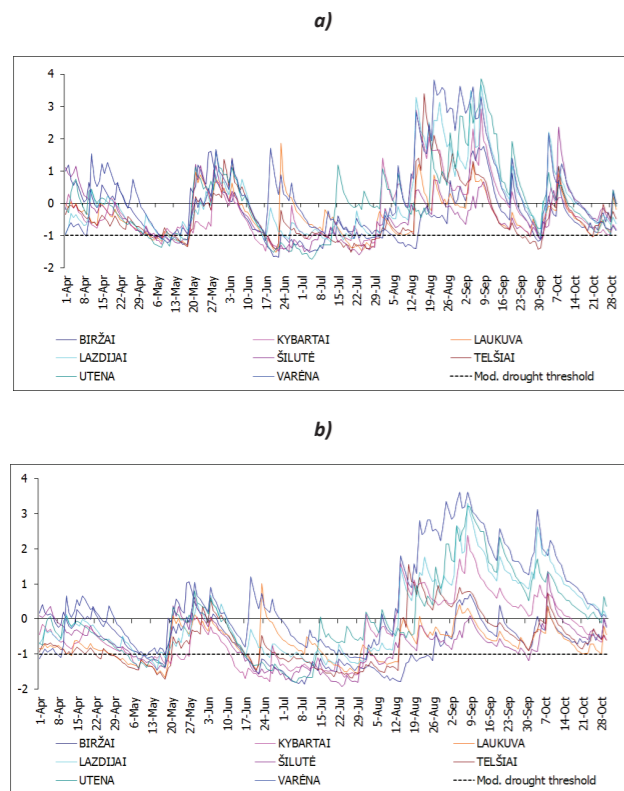 a)
4
3
2
1
0
-1
-2
1-Apr 8-Apr 15-Apr 22-Apr 29-Apr 6-May 13-May 20-May 27-May 3-Jun 10-Jun 17-Jun 24-Jun 1-Jul 8-Jul 15-Jul 22-Jul 29-Jul 5-Aug 12-Aug 19-Aug 26-Aug 2-Sep 9-Sep 16-Sep 23-Sep 30-Sep 7-Oct 14-Oct 21-Oct 28-Oct
BIRŽAI KYBARTAI LAUKUVA
LAZDIJAI ŠILUTĖ TELŠIAI
UTENA VARĖNA Mod. drought threshold
b)
4
3
2
1
0
-1
-2
1-Apr 8-Apr 15-Apr 22-Apr 29-Apr 6-May 13-May 20-May 27-May 3-Jun 10-Jun 17-Jun 24-Jun 1-Jul 8-Jul 15-Jul 22-Jul 29-Jul 5-Aug 12-Aug 19-Aug 26-Aug 2-Sep 9-Sep 16-Sep 23-Sep 30-Sep 7-Oct 14-Oct 21-Oct 28-Oct
BIRŽAI KYBARTAI LAUKUVA
LAZDIJAI ŠILUTĖ TELŠIAI
UTENA VARĖNA Mod. drought threshold